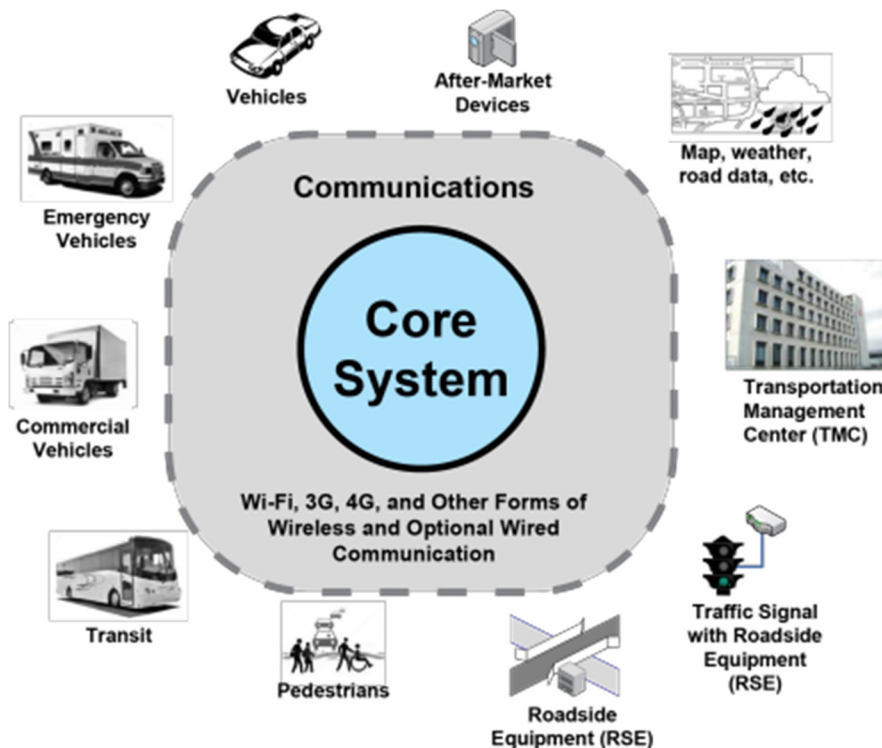 Vehicles
After-Market
Devices
Map, weather,
road data, etc.
Emergency
Vehicles
Communications
Core
System
Transportation
Management
Center (TMC)
Commercial
Vehicles
Wi-Fi, 3G, 4G, and Other Forms of
Wireless and Optional Wired
Communication
Transit
Pedestrians
Roadside
Equipment (RSE)
Traffic Signal
with Roadside
Equipment
(RSE)